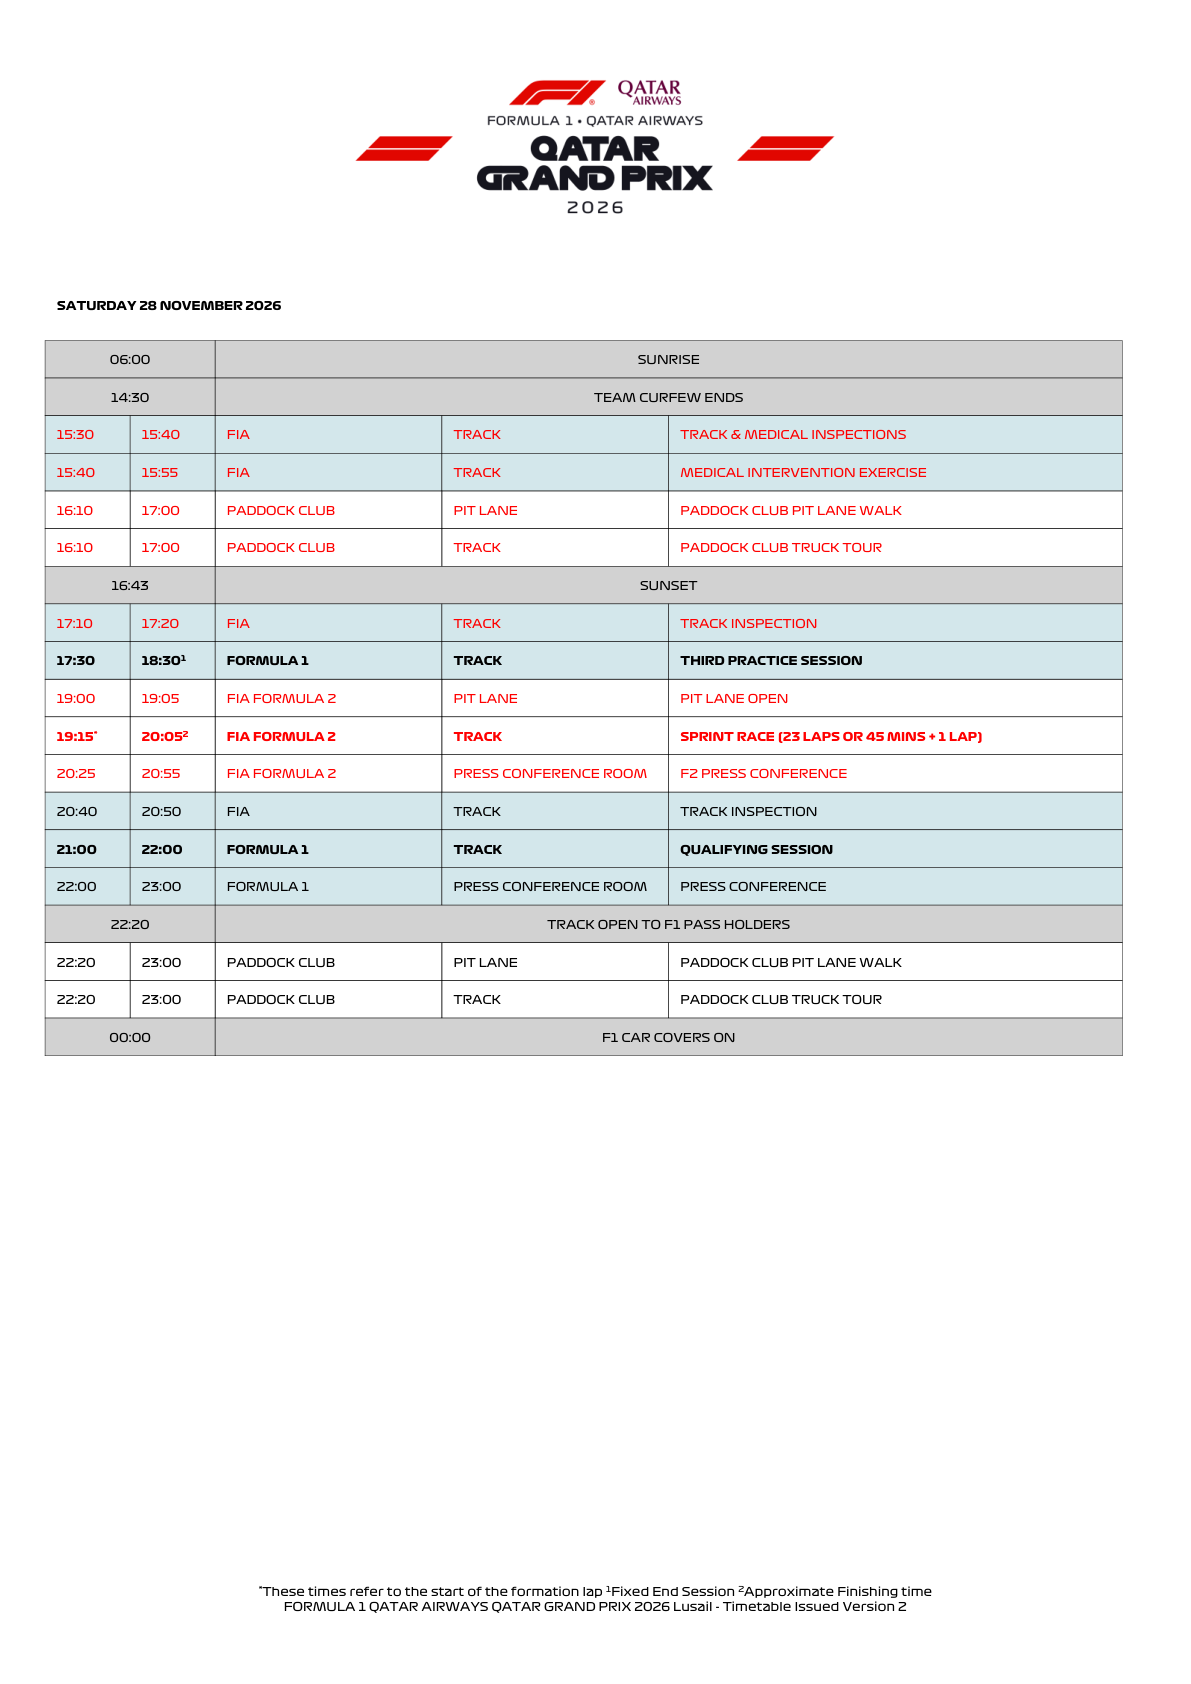 F1® QATAR
AIRWAYS
FORMULA 1 • QATAR AIRWAYS
QATAR
GRAND PRIX
2026
SATURDAY 28 NOVEMBER 2026
06:00 SUNRISE
14:30 TEAM CURFEW ENDS
15:30 15:40 FIA TRACK TRACK & MEDICAL INSPECTIONS
15:40 15:55 FIA TRACK MEDICAL INTERVENTION EXERCISE
16:10 17:00 PADDOCK CLUB PIT LANE PADDOCK CLUB PIT LANE WALK
16:10 17:00 PADDOCK CLUB TRACK PADDOCK CLUB TRUCK TOUR
16:43 SUNSET
17:10 17:20 FIA TRACK TRACK INSPECTION
17:30 18:30¹ FORMULA 1 TRACK THIRD PRACTICE SESSION
19:00 19:05 FIA FORMULA 2 PIT LANE PIT LANE OPEN
19:15* 20:05² FIA FORMULA 2 TRACK SPRINT RACE (23 LAPS OR 45 MINS + 1 LAP)
20:25 20:55 FIA FORMULA 2 PRESS CONFERENCE ROOM F2 PRESS CONFERENCE
20:40 20:50 FIA TRACK TRACK INSPECTION
21:00 22:00 FORMULA 1 TRACK QUALIFYING SESSION
22:00 23:00 FORMULA 1 PRESS CONFERENCE ROOM PRESS CONFERENCE
22:20 TRACK OPEN TO F1 PASS HOLDERS
22:20 23:00 PADDOCK CLUB PIT LANE PADDOCK CLUB PIT LANE WALK
22:20 23:00 PADDOCK CLUB TRACK PADDOCK CLUB TRUCK TOUR
00:00 F1 CAR COVERS ON
*These times refer to the start of the formation lap ¹Fixed End Session ²Approximate Finishing time
FORMULA 1 QATAR AIRWAYS QATAR GRAND PRIX 2026 Lusail - Timetable Issued Version 2